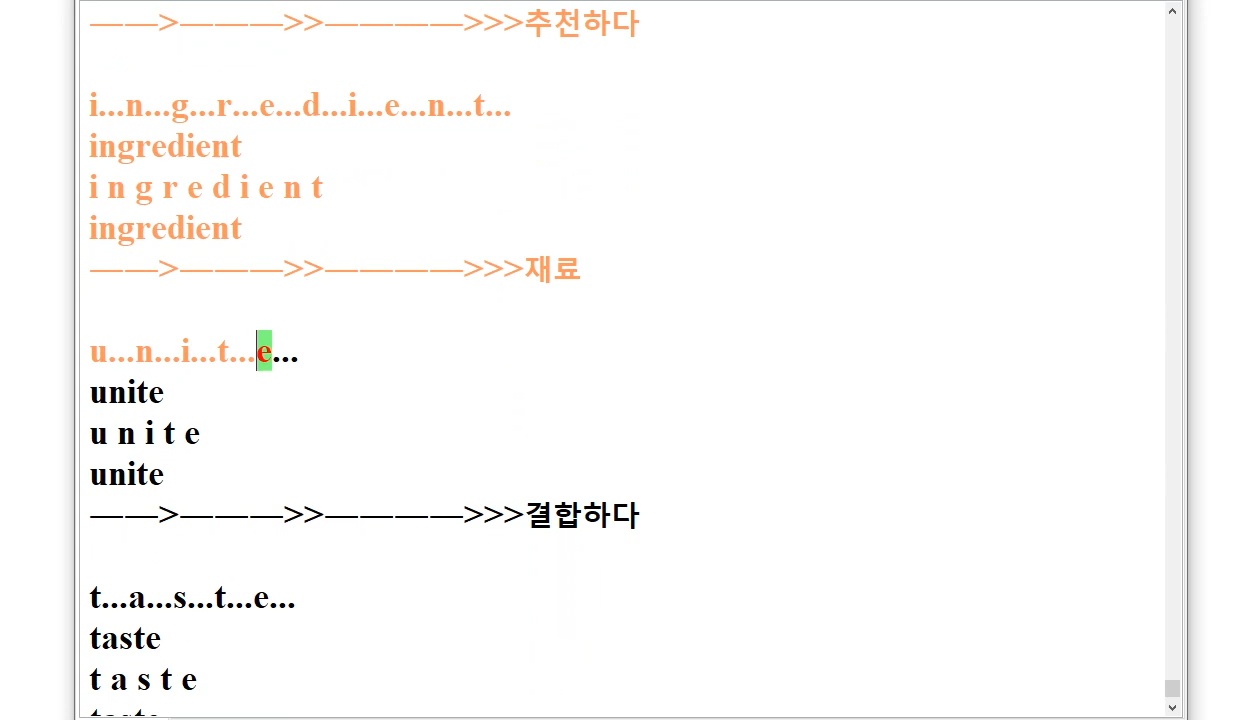 ——>———>>————>>>추천하다
i...n...g...r...e...d...i...e...n...t...
ingredient
i n g r e d i e n t
ingredient
——>———>>————>>>재료
u...n...i...t...e...
unite
u n i t e
unite
——>———>>————>>>결합하다
t...a...s...t...e...
taste
t a s t e